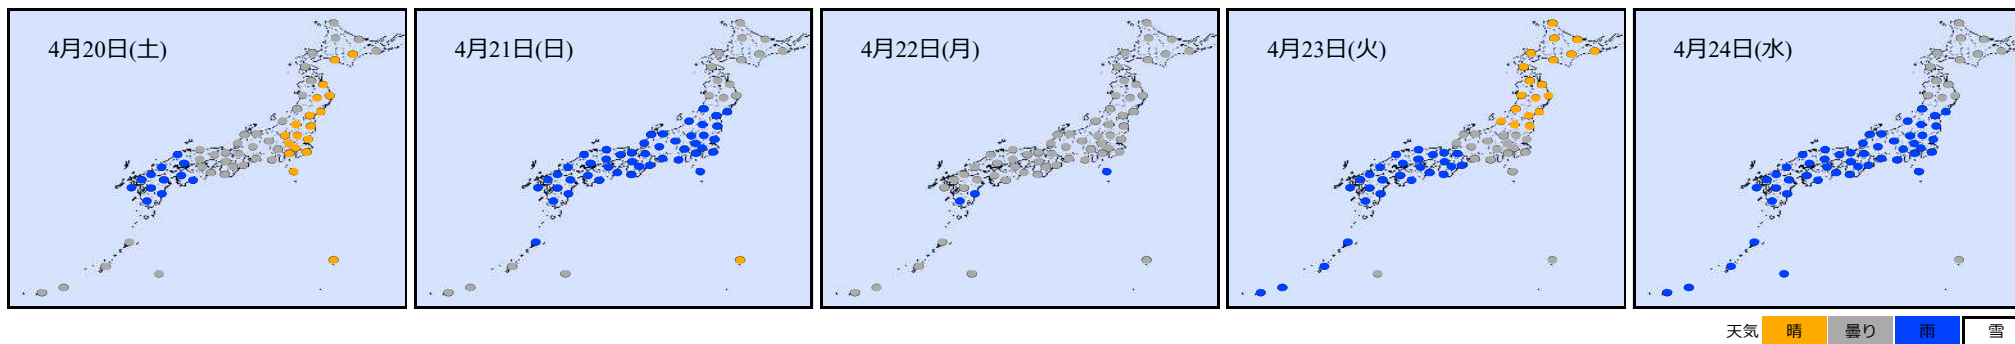 4月20日(土)
4月21日(日)
4月22日(月)
4月23日(火)
4月24日(水)
天気 晴 曇り 雨 雪